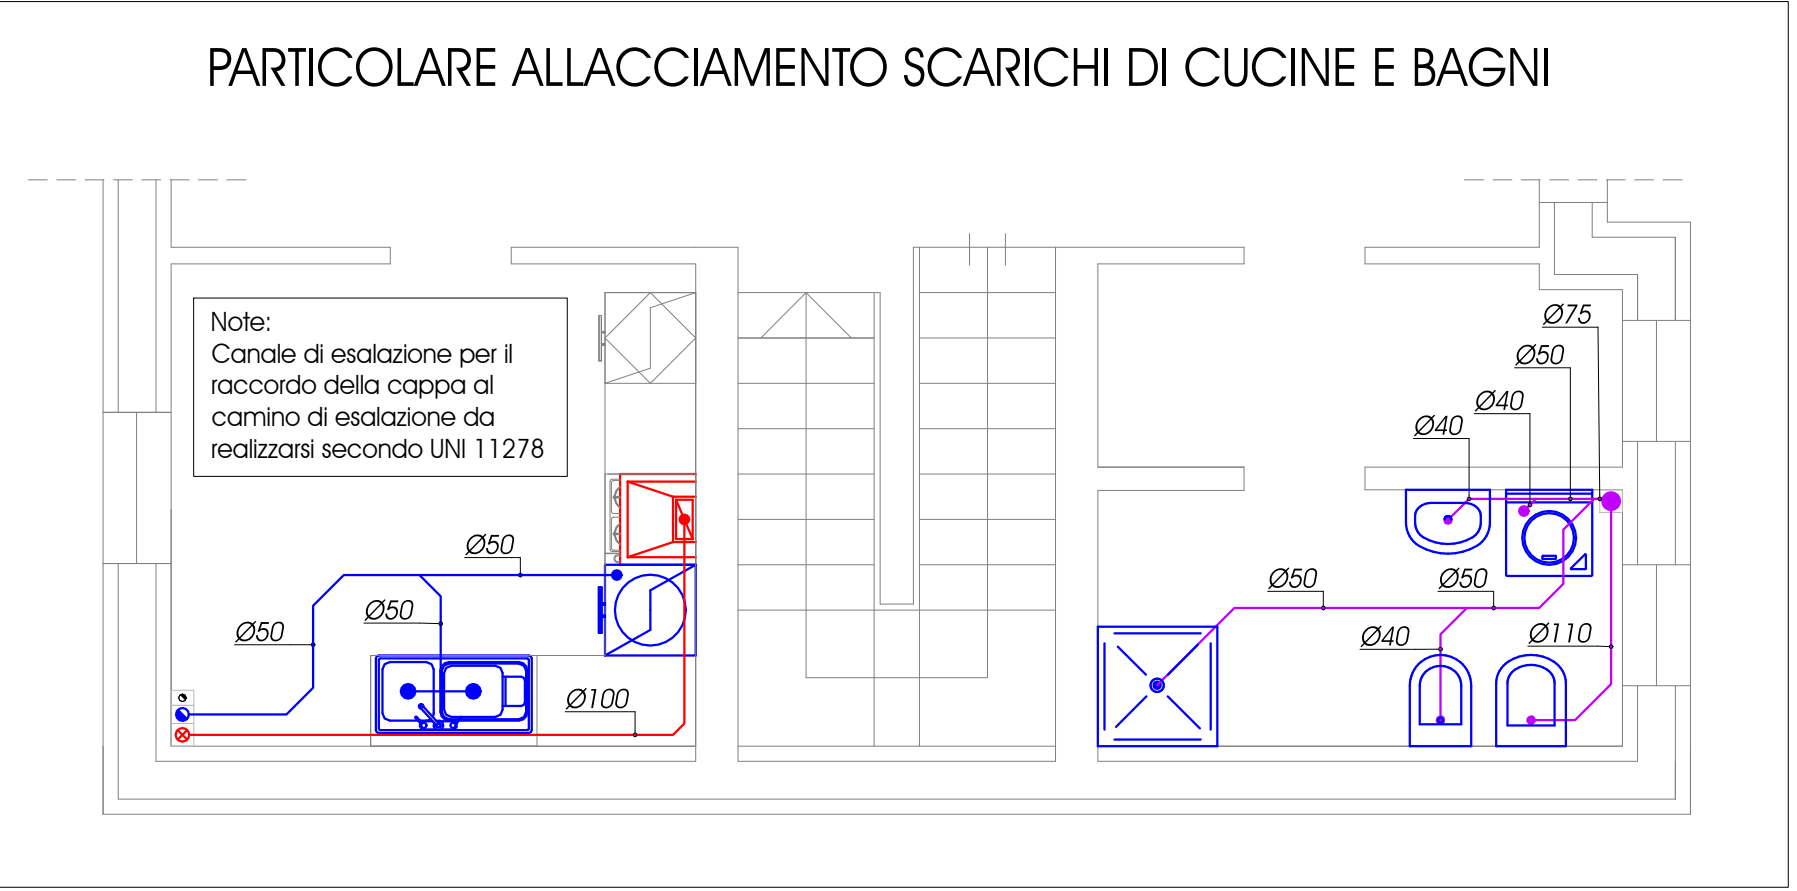 PARTICOLARE ALLACCIAMENTO SCARICHI DI CUCINE E BAGNI
Note:
Canale di esalazione per il
raccordo della cappa al
camino di esalazione da
realizzarsi secondo UNI 11278
Ø50
Ø50
Ø50
Ø100
Ø75
Ø50
Ø40
Ø40
Ø50
Ø50
Ø40
Ø110